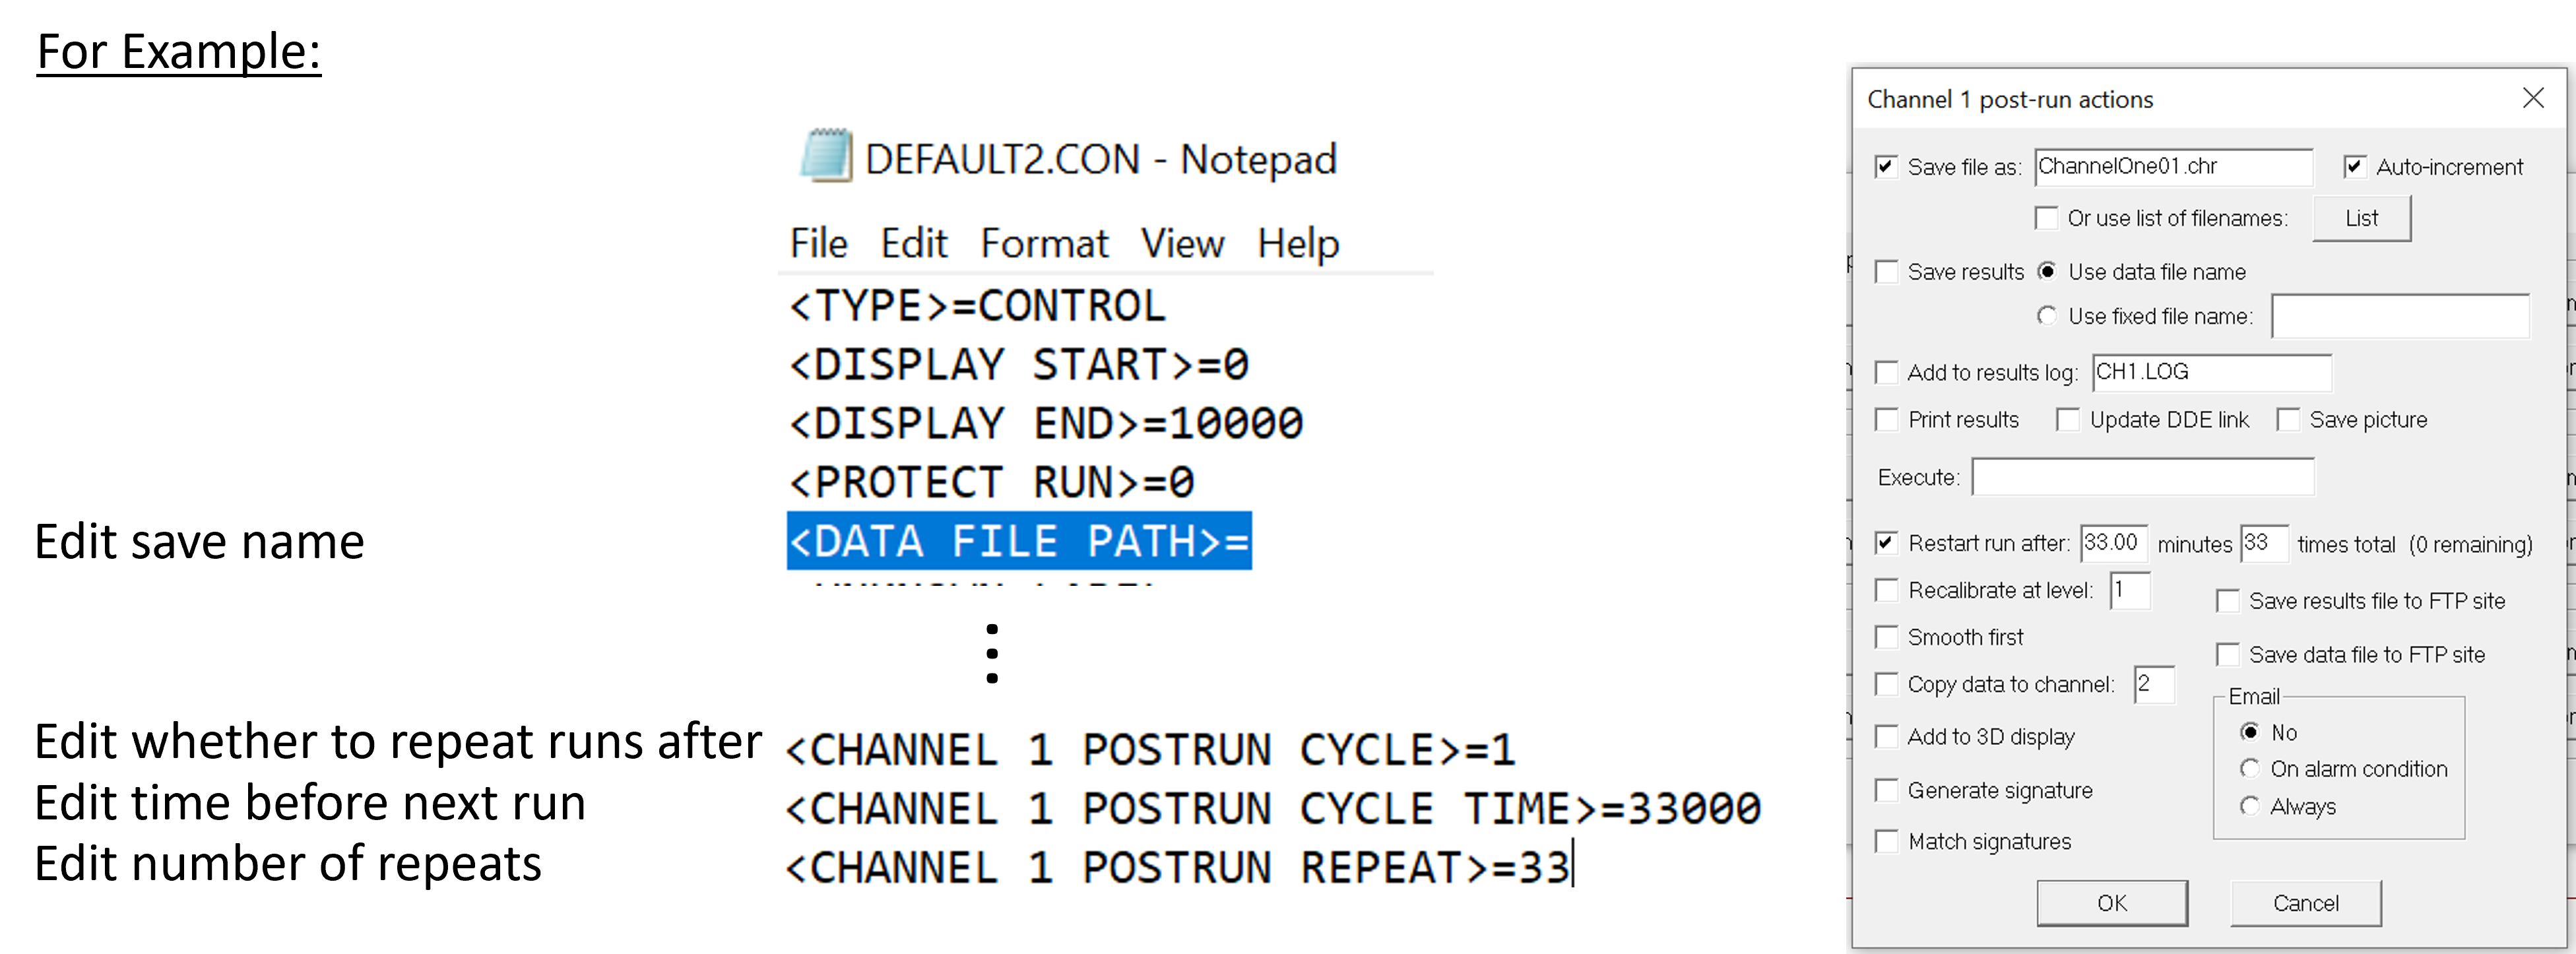 For Example:
DEFAULT2.CON - Notepad
File Edit Format View Help
<TYPE>=CONTROL
<DISPLAY START>=0
<DISPLAY END>=10000
<PROTECT RUN>=0
Edit save name
<DATA FILE PATH>=
Edit whether to repeat runs after
<CHANNEL 1 POSTRUN CYCLE>=1
Edit time before next run
<CHANNEL 1 POSTRUN CYCLE TIME>=33000
Edit number of repeats
<CHANNEL 1 POSTRUN REPEAT>=33
Channel 1 post-run actions
Save file as: ChannelOne01.chr Auto-increment
Or use list of filenames: List
Save results Use data file name
Use fixed file name:
Add to results log: CH1.LOG
Print results Update DDE link Save picture
Execute:
Restart run after: 33.00 minutes 33 times total (0 remaining)
Recalibrate at level: 1
Save results file to FTP site
Smooth first
Save data file to FTP site
Copy data to channel: 2
Email
No
Add to 3D display
On alarm condition
Generate signature
Always
Match signatures
OK Cancel